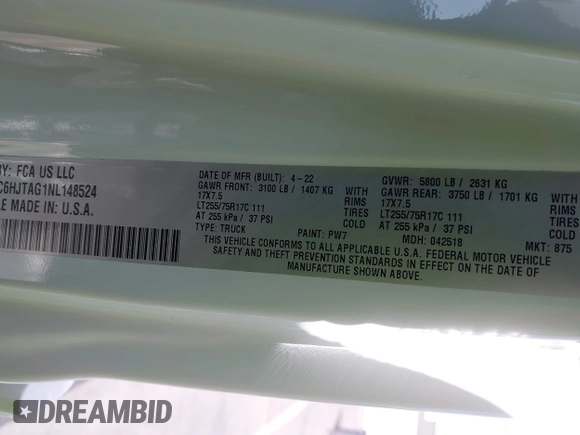 BY: FCA US LLC
C6HJTAG1NL148524
LE MADE IN U.S.A.
DATE OF MFR (BUILT): 4-22
GAWR FRONT: 3100 LB / 1407 KG
17X7.5 RIMS
LT255/75R17C 111 TIRES
AT 255 kPa / 37 PSI COLD
TYPE: TRUCK
PAINT: PW7
GVWR: 5800 LB / 2631 KG
GAWR REAR: 3750 LB / 1701 KG
WITH
17X7.5 RIMS
LT255/75R17C 111 TIRES
AT 255 kPa / 37 PSI COLD
MDH: 042518
MKT: 875
THIS VEHICLE CONFORMS TO ALL APPLICABLE U.S.A. FEDERAL MOTOR VEHICLE
SAFETY AND THEFT PREVENTION STANDARDS IN EFFECT ON THE DATE OF
MANUFACTURE SHOWN ABOVE.
DREAMBID